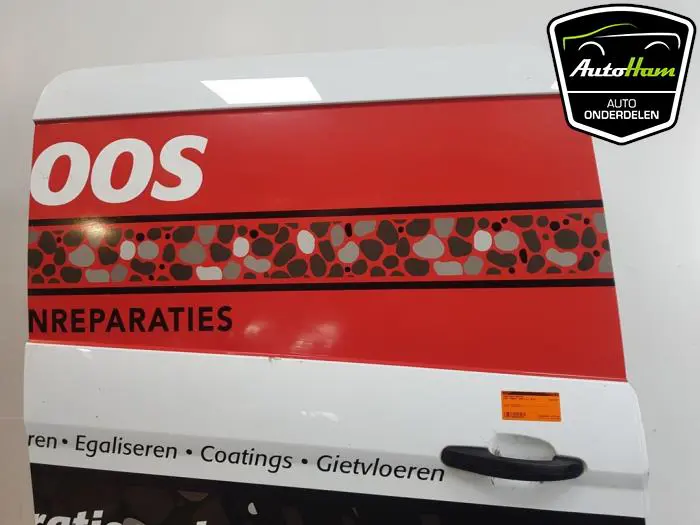 AutoHam
AUTO
ONDERDELEN
OOS
NREPARATIES
ren • Egaliseren • Coatings • Gietvloeren